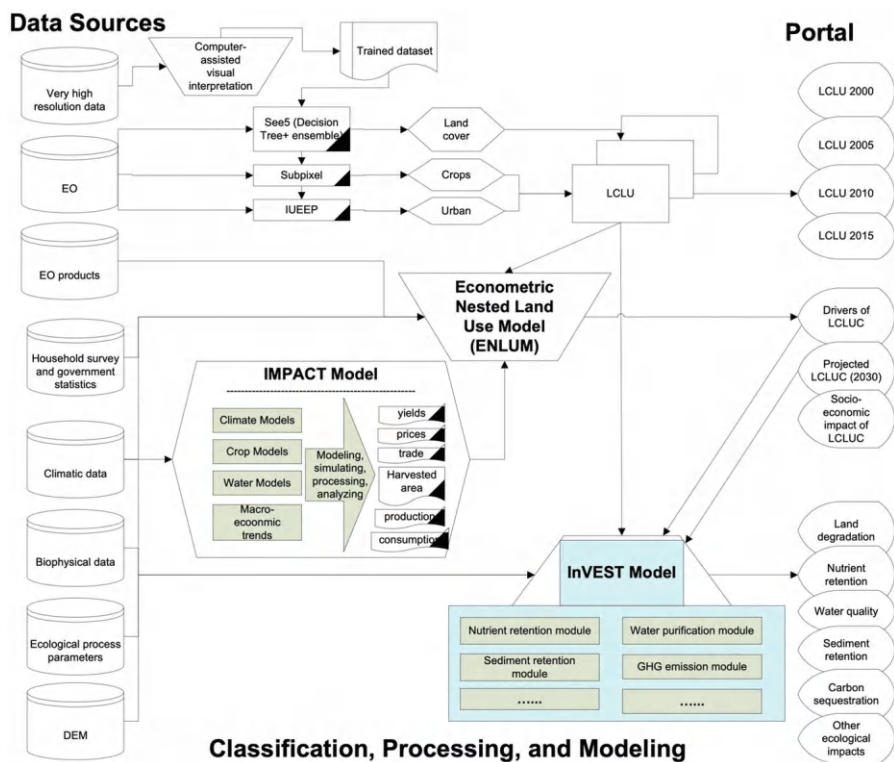 Data Sources
Portal
Computer-
assisted
visual
interpretation
Trained dataset
Very high
resolution data
LCLU 2000
See5 (Decision
Tree+ ensemble)
Land
cover
LCLU 2005
EO
Subpixel
Crops
LCLU
LCLU 2010
IUEEP
Urban
LCLU 2015
EO products
Econometric
Nested Land
Use Model
(ENLUM)
Drivers of
LCLUC
Household survey
and government
statistics
IMPACT Model
Projected
LCLUC (2030)
Socio-
economic
impact of
LCLUC
Climatic data
Climate Models
Crop Models
Water Models
Macro-
econmic
trends
Modeling,
simulating,
processing,
analyzing
yields
prices
trade
Harvested
area
production
consumption
Biophysical data
InVEST Model
Land
degradation
Nutrient
retention
Ecological process
parameters
Nutrient retention module
Water purification module
Water quality
Sediment
retention module
GHG emission module
Sediment
retention
......
......
Carbon
sequestration
DEM
Other
ecological
impacts
Classification, Processing, and Modeling